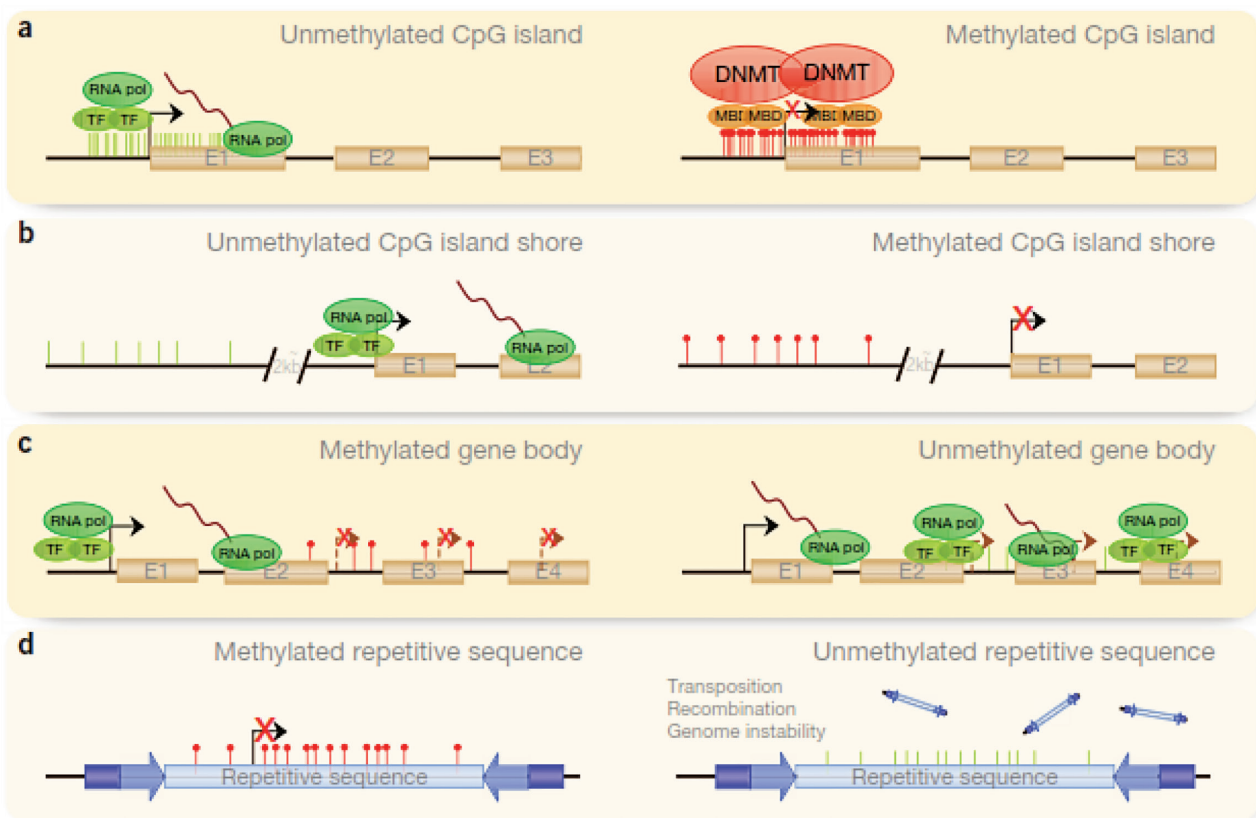 a
Unmethylated CpG island
Methylated CpG island
RNA pol
TF TF
RNA pol
E1
E2
E3
DNMT DNMT
MBD MBD MBD MBD
X
E1
E2
E3
b
Unmethylated CpG island shore
Methylated CpG island shore
RNA pol
TF TF
RNA pol
2kb
E1
E2
X
2kb
E1
E2
c
Methylated gene body
Unmethylated gene body
RNA pol
TF TF
RNA pol
X X X
E1
E2
E3
E4
RNA pol
RNA pol
TF TF
RNA pol
RNA pol
TF TF
E1
E2
E3
E4
d
Methylated repetitive sequence
Unmethylated repetitive sequence
X
Repetitive sequence
Transposition
Recombination
Genome instability
Repetitive sequence